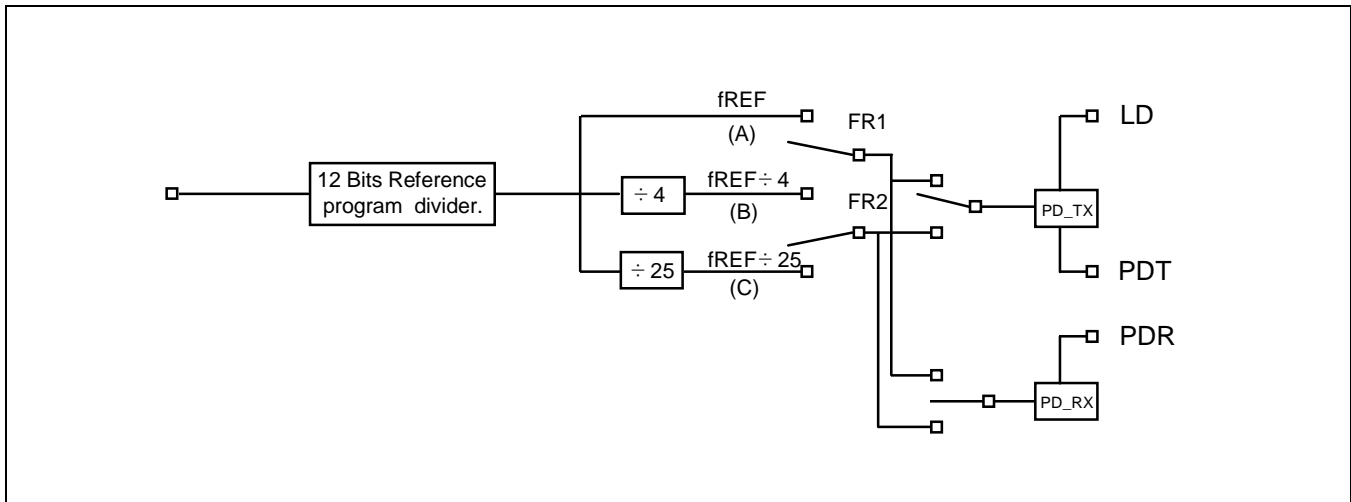 12 Bits Reference
program divider.
÷ 4
÷ 25
fREF
(A)
fREF÷ 4
(B)
fREF÷ 25
(C)
FR1
FR2
PD_TX
LD
PDT
PDR
PD_RX